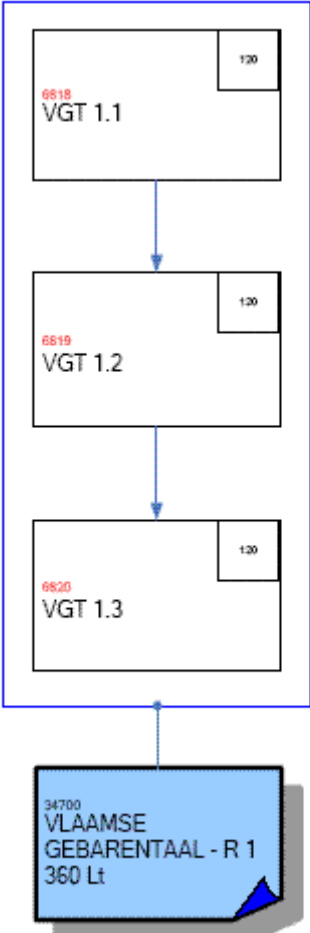 120
6818
VGT 1.1
120
6819
VGT 1.2
120
6820
VGT 1.3
34700
VLAAMSE
GEBARENTAAL - R 1
360 Lt